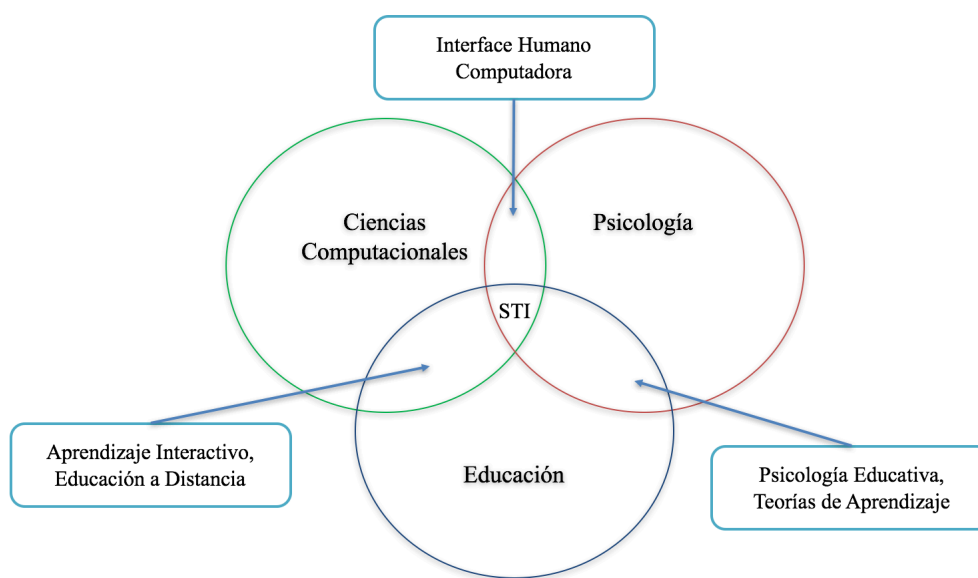 Interface Humano
Computadora
Ciencias
Computacionales
Psicología
STI
Aprendizaje Interactivo,
Educación a Distancia
Educación
Psicología Educativa,
Teorías de Aprendizaje